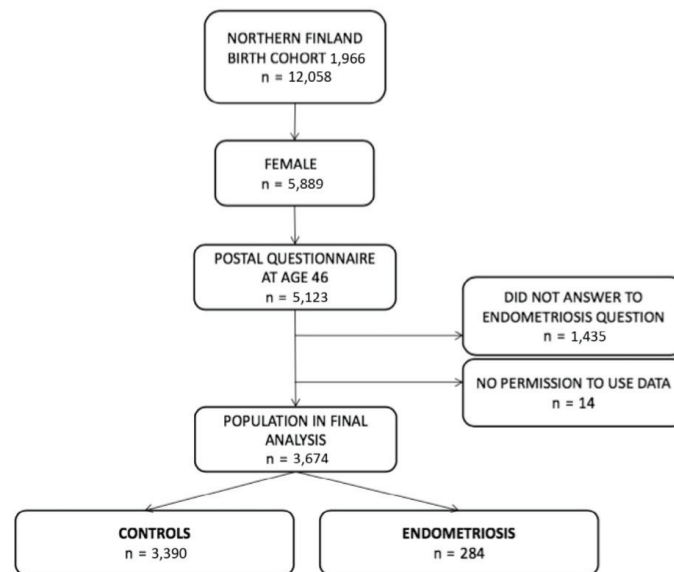 NORTHERN FINLAND
BIRTH COHORT 1,966
n = 12,058
FEMALE
n = 5,889
POSTAL QUESTIONNAIRE
AT AGE 46
n = 5,123
DID NOT ANSWER TO
ENDOMETRIOSIS QUESTION
n = 1,435
NO PERMISSION TO USE DATA
n = 14
POPULATION IN FINAL
ANALYSIS
n = 3,674
CONTROLS
n = 3,390
ENDOMETRIOSIS
n = 284